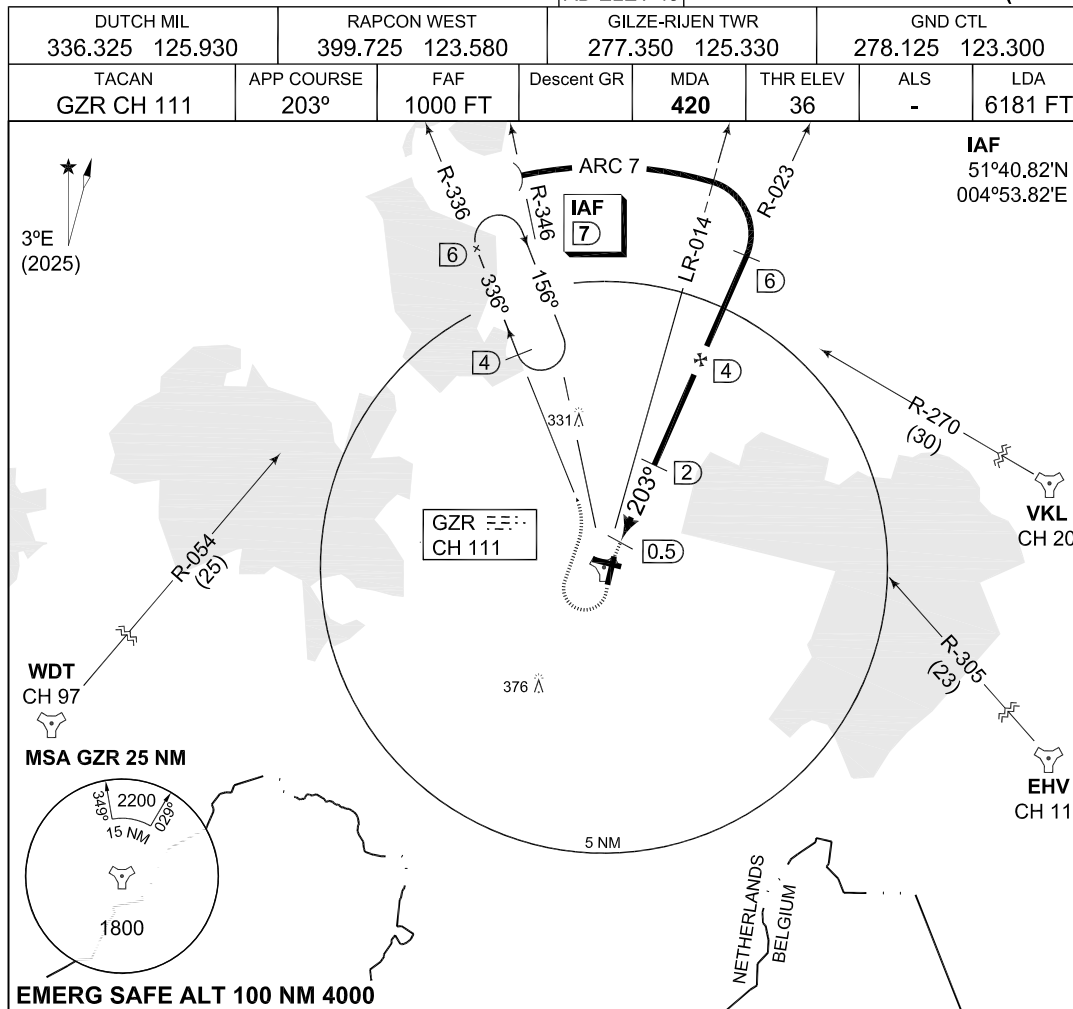 DUTCH MIL
336.325 125.930
RAPCON WEST
399.725 123.580
GILZE-RIJEN TWR
277.350 125.330
GND CTL
278.125 123.300
TACAN
GZR CH 111
APP COURSE
203º
FAF
1000 FT
Descent GR
MDA
420
THR ELEV
36
ALS
-
LDA
6181 FT
IAF
51º40.82'N
004º53.82'E
3ºE
(2025)
ARC 7
R-336
R-346
IAF
7
LR-014
R-023
6
336º
156º
4
6
4
331
2
203º
0.5
GZR
CH 111
R-270
(30)
VKL
CH 20
R-054
(25)
WDT
CH 97
376
R-305
(23)
EHV
CH 11
5 NM
MSA GZR 25 NM
349º
2200
029º
15 NM
1800
NETHERLANDS
BELGIUM
EMERG SAFE ALT 100 NM 4000